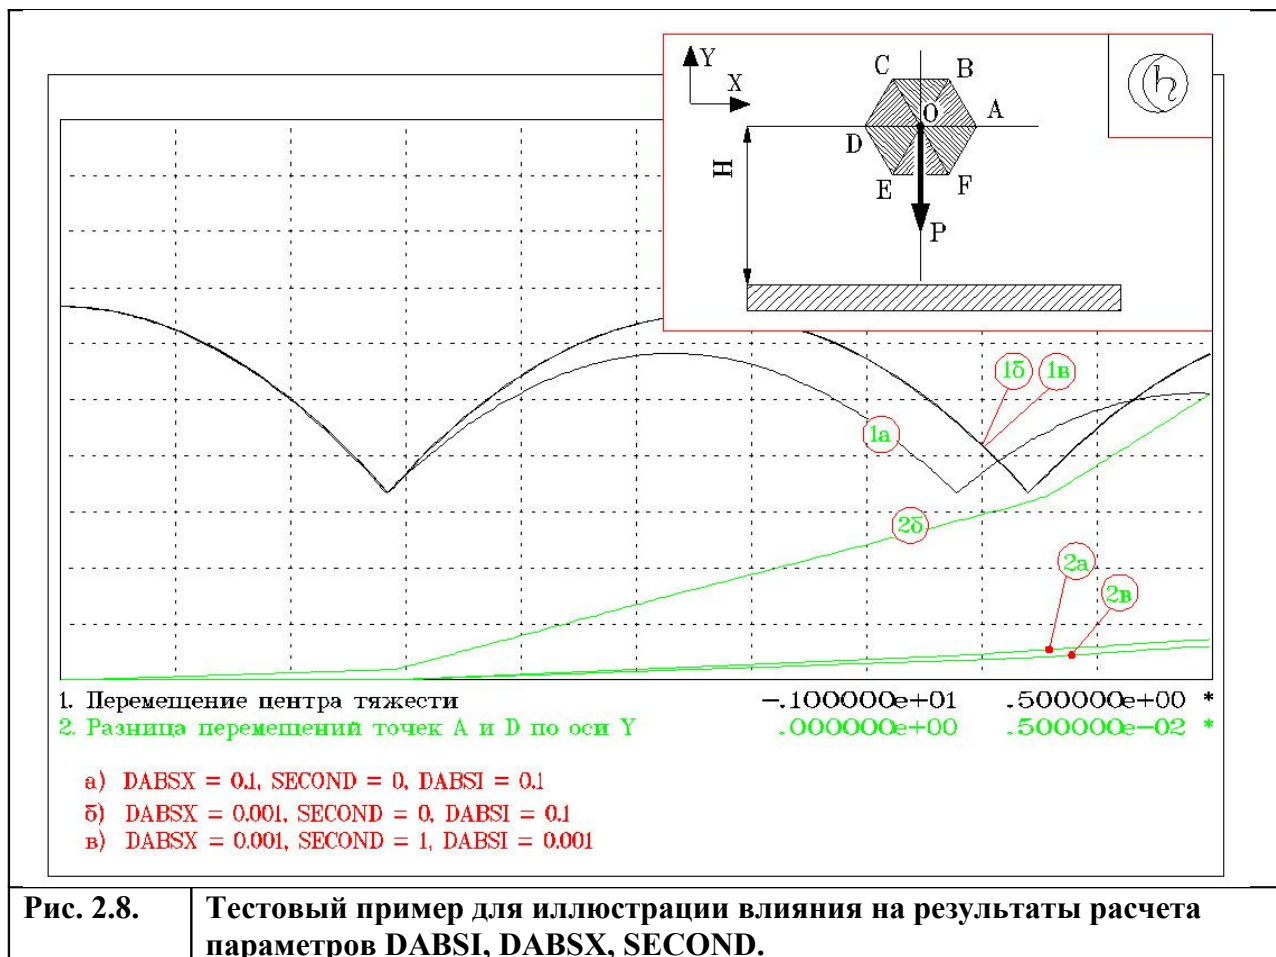 Y
X
C
B
O
A
D
E
F
H
P
1б
1в
1а
2б
2а
2в
1. Перемещение центра тяжести -.100000e+01 .500000e+00 *
2. Разница перемещений точек A и D по оси Y .000000e+00 .500000e-02 *
а) DABSX = 0.1, SECOND = 0, DABSI = 0.1
б) DABSX = 0.001, SECOND = 0, DABSI = 0.1
в) DABSX = 0.001, SECOND = 1, DABSI = 0.001
Рис. 2.8. Тестовый пример для иллюстрации влияния на результаты расчета
параметров DABSI, DABSX, SECOND.